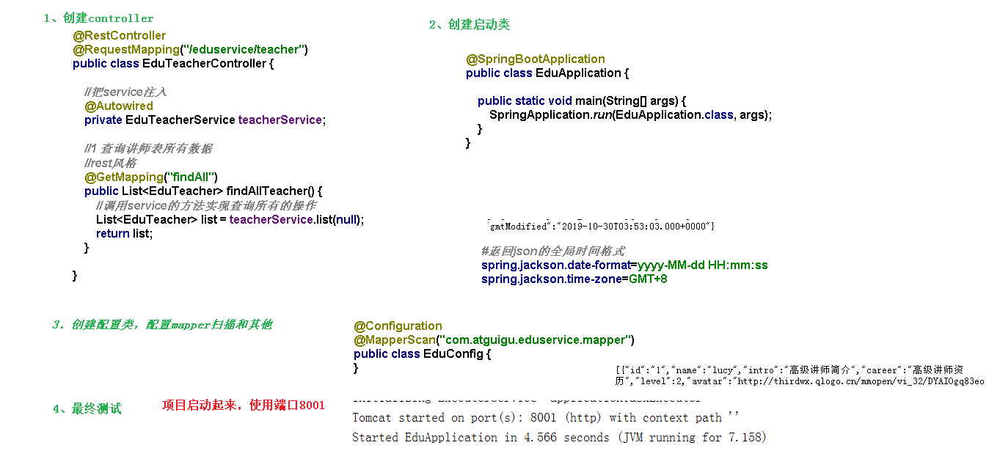 1、创建controller
@RestController
@RequestMapping("/eduservice/teacher")
public class EduTeacherController {
//把service注入
@Autowired
private EduTeacherService teacherService;
//1 查询讲师表所有数据
//rest风格
@GetMapping("findAll")
public List<EduTeacher> findAllTeacher() {
//调用service的方法实现查询所有的操作
List<EduTeacher> list = teacherService.list(null);
return list;
}
}
2、创建启动类
@SpringBootApplication
public class EduApplication {
public static void main(String[] args) {
SpringApplication.run(EduApplication.class, args);
}
}
"gmtModified":"2019-10-30T03:53:03.000+0000"}
#返回json的全局时间格式
spring.jackson.date-format=yyyy-MM-dd HH:mm:ss
spring.jackson.time-zone=GMT+8
3. 创建配置类，配置mapper扫描和其他
@Configuration
@MapperScan("com.atguigu.eduservice.mapper")
public class EduConfig {
}
[{"id":"1","name":"lucy","intro":"高级讲师简介","career":"高级讲师资
历","level":2,"avatar":"http://thirdwx.qlogo.cn/mmopen/vi_32/DYAIOgq83eo
4、最终测试
项目启动起来，使用端口8001
Initializing ExecutorService 'applicationTaskExecutor'
Tomcat started on port(s): 8001 (http) with context path ''
Started EduApplication in 4.566 seconds (JVM running for 7.158)